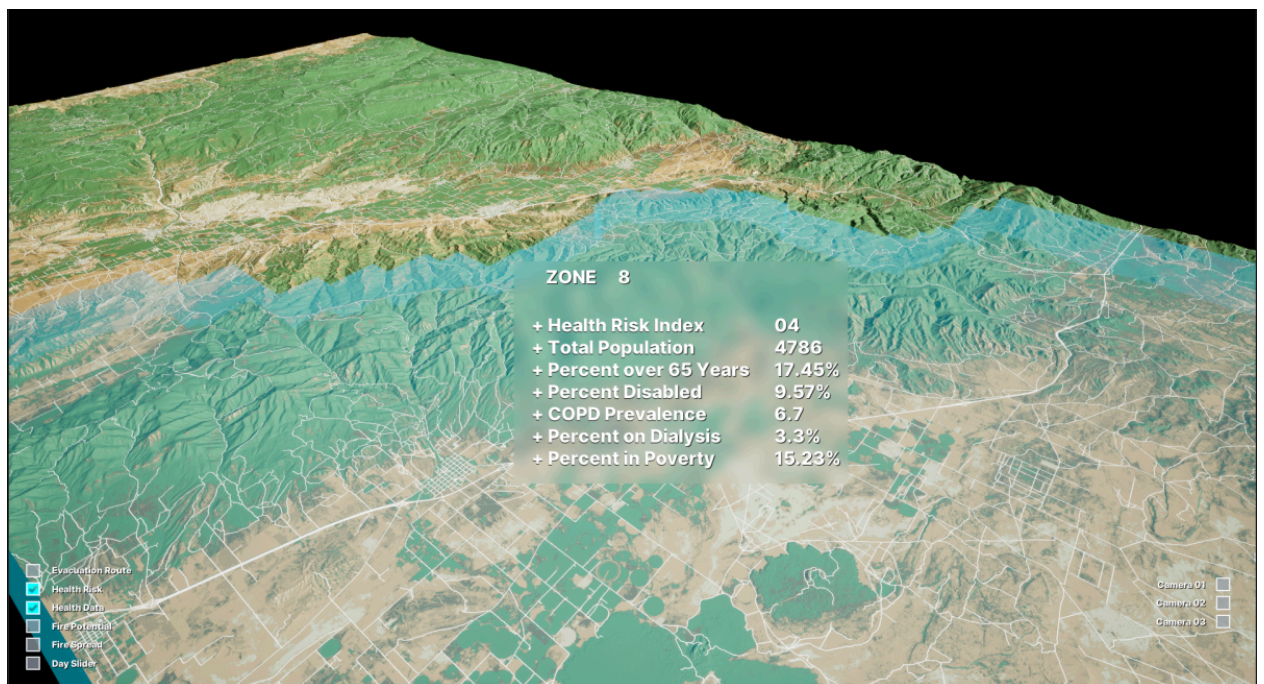 ZONE 8
+ Health Risk Index 04
+ Total Population 4786
+ Percent over 65 Years 17.45%
+ Percent Disabled 9.57%
+ COPD Prevalence 6.7
+ Percent on Dialysis 3.3%
+ Percent in Poverty 15.23%
Evacuation Route
Health Risk
Health Data
Fire Potential
Fire Spread
Day Slider
Camera 01
Camera 02
Camera 03